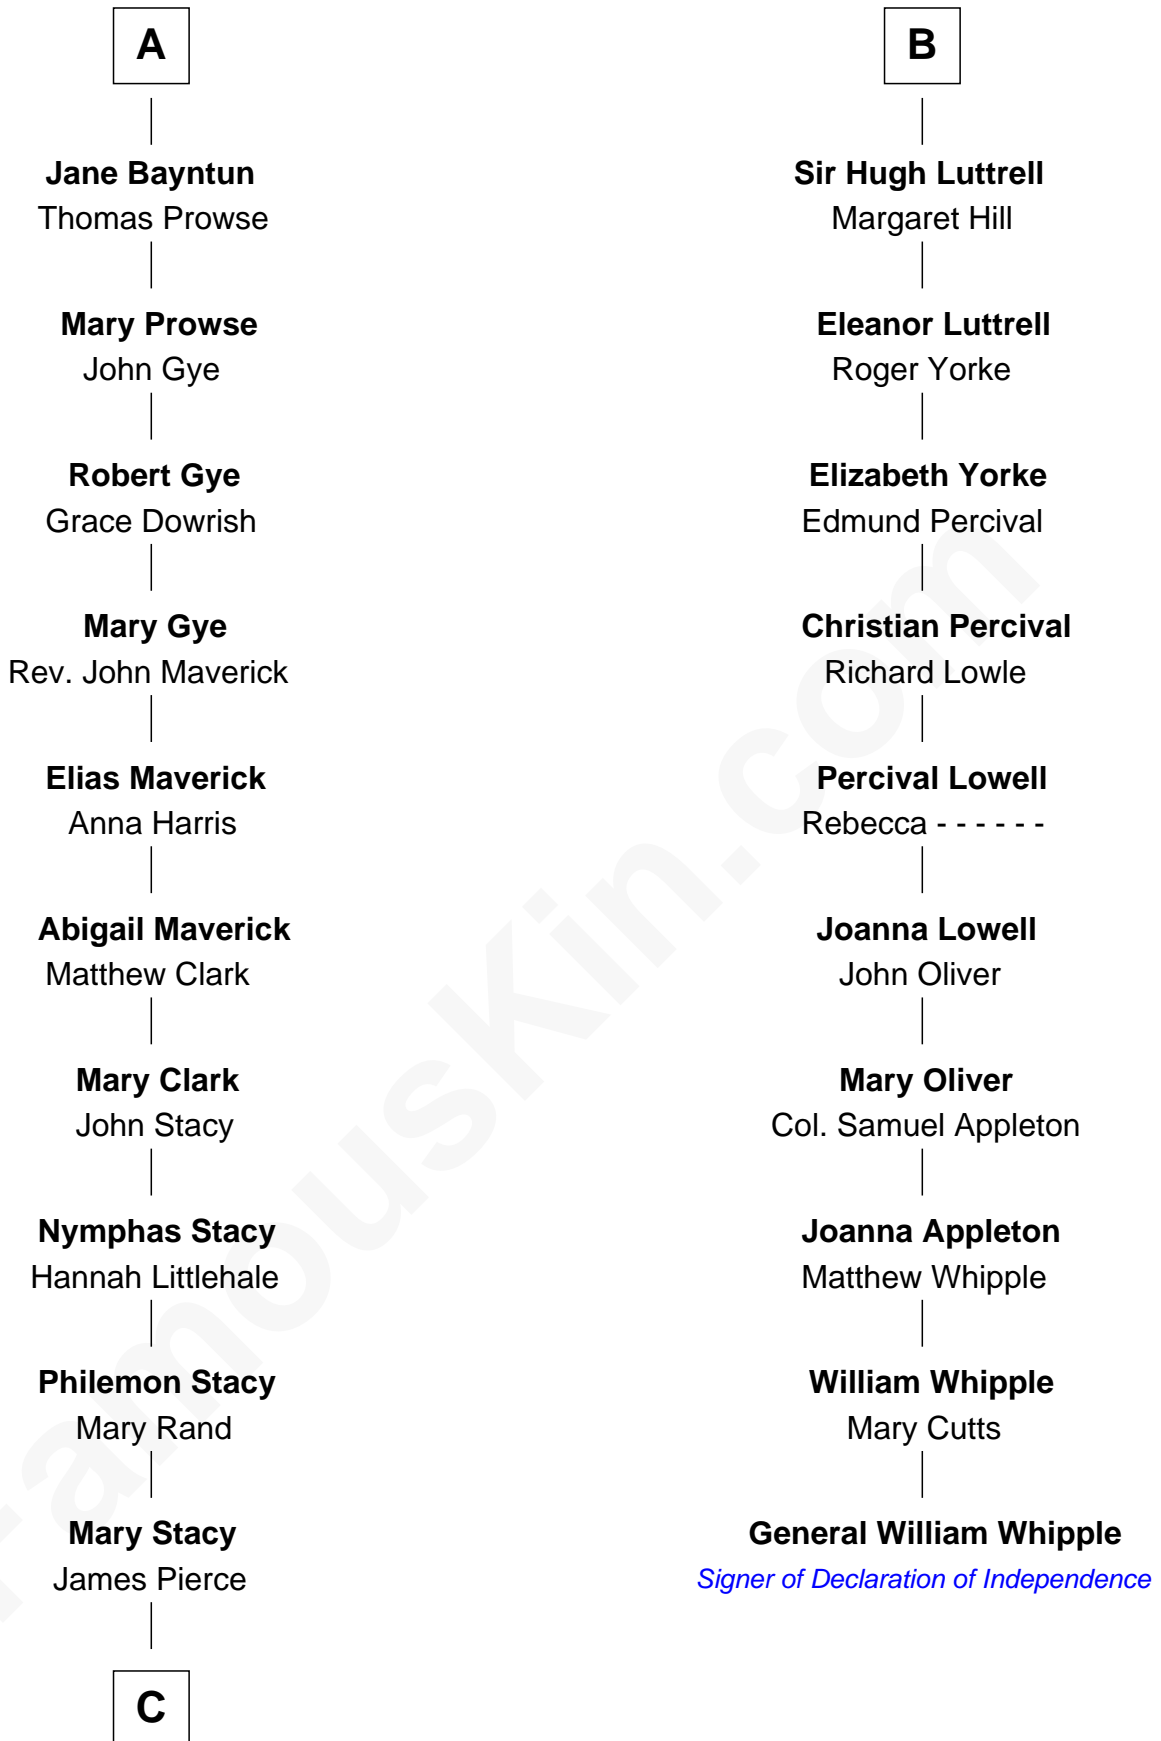 A
Jane Bayntun
Thomas Prowse
Mary Prowse
John Gye
Robert Gye
Grace Dowrish
Mary Gye
Rev. John Maverick
Elias Maverick
Anna Harris
Abigail Maverick
Matthew Clark
Mary Clark
John Stacy
Nymphas Stacy
Hannah Littlehale
Philemon Stacy
Mary Rand
Mary Stacy
James Pierce
C
B
Sir Hugh Luttrell
Margaret Hill
Eleanor Luttrell
Roger Yorke
Elizabeth Yorke
Edmund Percival
Christian Percival
Richard Lowle
Percival Lowell
Rebecca - - - - - -
Joanna Lowell
John Oliver
Mary Oliver
Col. Samuel Appleton
Joanna Appleton
Matthew Whipple
William Whipple
Mary Cutts
General William Whipple
Signer of Declaration of Independence
FamousKin.com